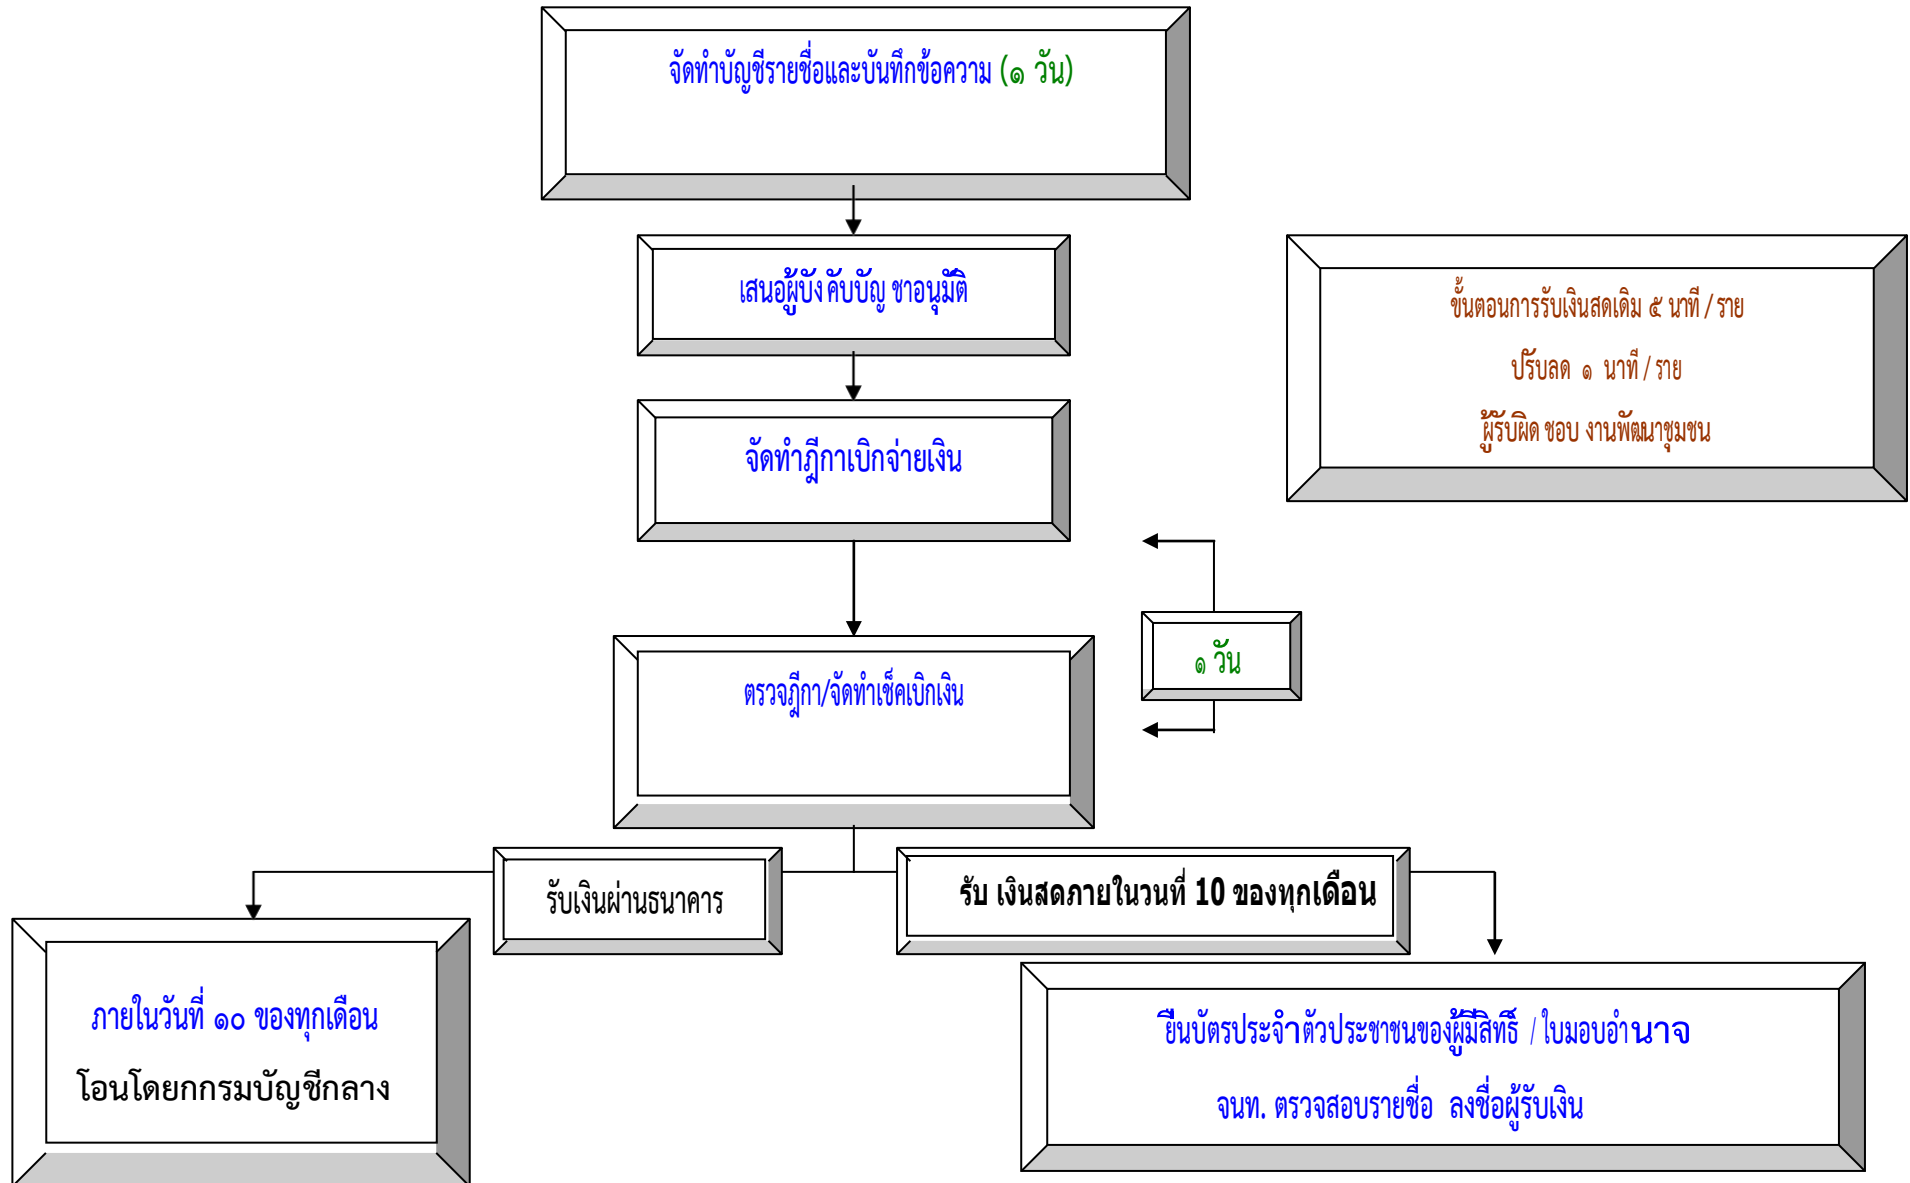 จัดทำบัญชีรายชื่อและบันทึกข้อความ (๑ วัน)
เสนอผู้บัง คับบัญ ชาอนุมัติ
ขั้นตอนการรับเงินสดเดิม ๕ นาที / ราย
ปรับลด ๑ นาที / ราย
ผู้รับผิด ชอบ งานพัฒนาชุมชน
จัดทำฎีกาเบิกจ่ายเงิน
๑ วัน
ตรวจฎีกา/จัดทำเช็คเบิกเงิน
รับเงินผ่านธนาคาร
รับ เงินสดภายในวนที่ 10 ของทุกเดือน
ภายในวันที่ ๑๐ ของทุกเดือน
โอนโดยกกรมบัญชีกลาง
ยืนบัตรประจำตัวประชาชนของผู้มีสิทธิ์ / ใบมอบอำนาจ
จนท. ตรวจสอบรายชื่อ ลงชื่อผู้รับเงิน